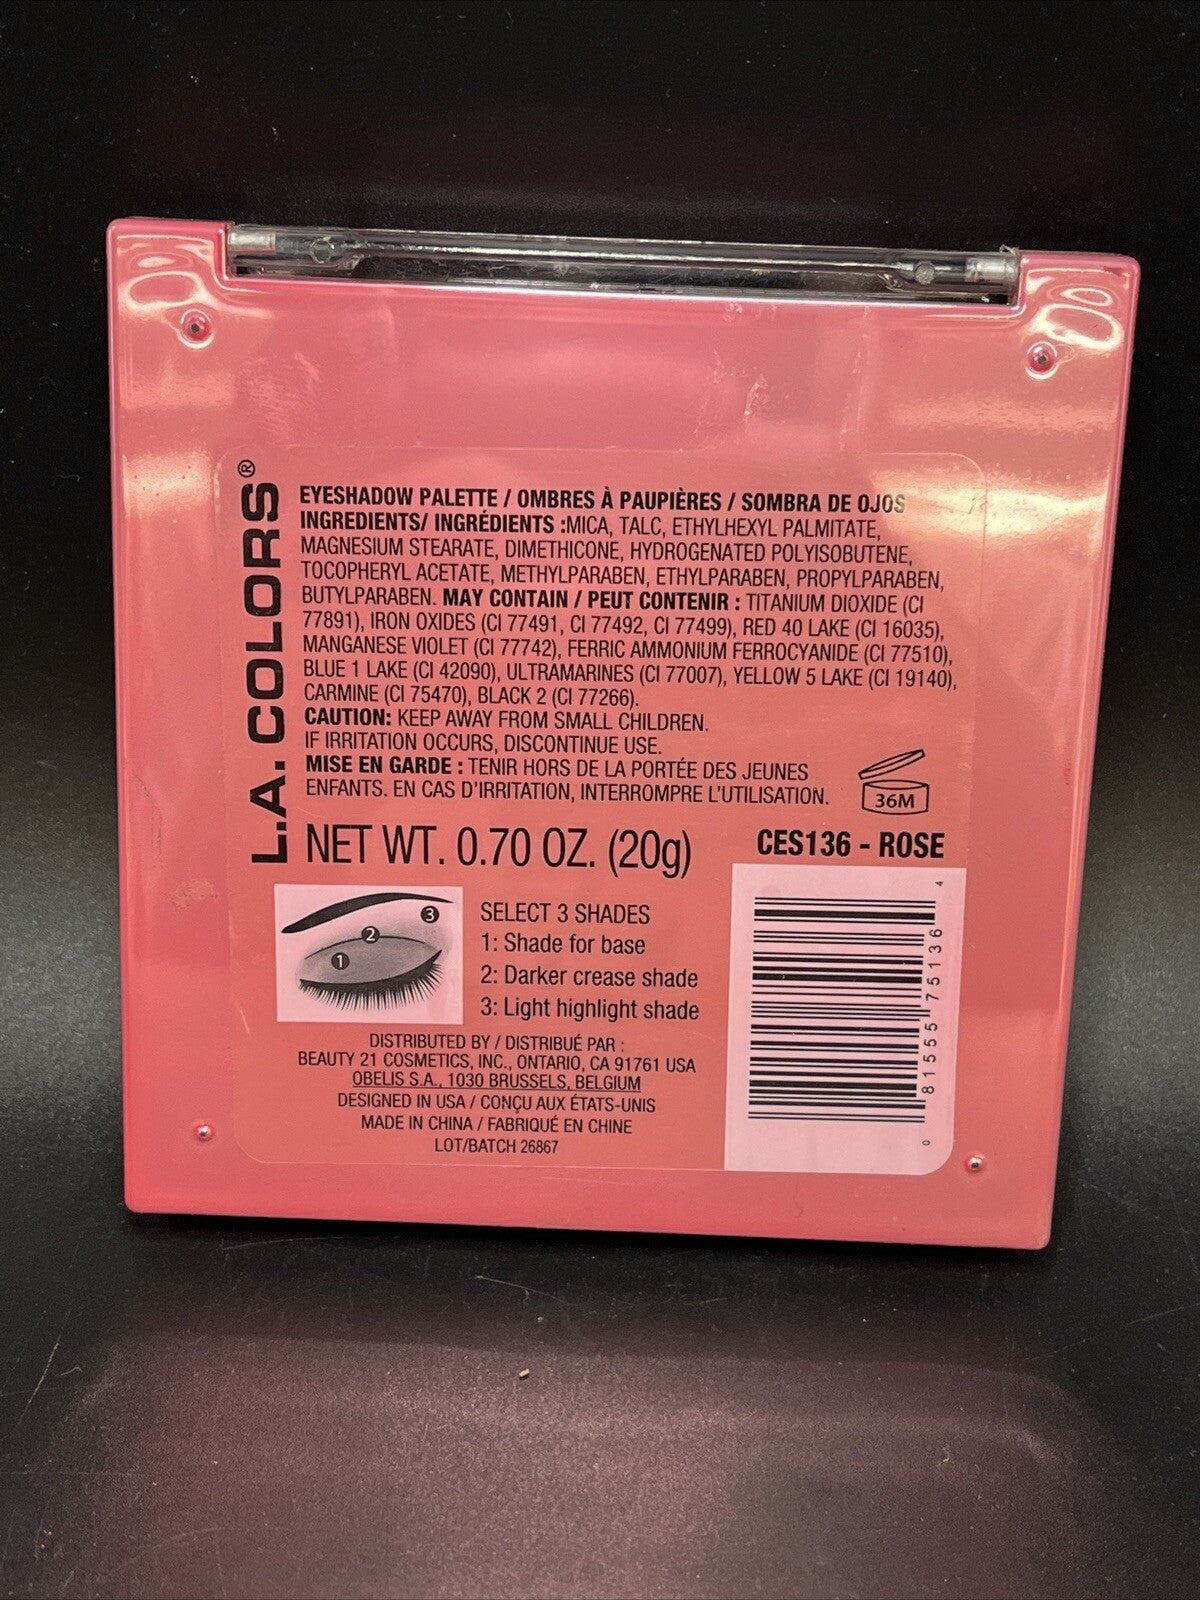 L.A. COLORS®
EYESHADOW PALETTE / OMBRES À PAUPIÈRES / SOMBRA DE OJOS
INGREDIENTS/ INGRÉDIENTS :MICA, TALC, ETHYLHEXYL PALMITATE,
MAGNESIUM STEARATE, DIMETHICONE, HYDROGENATED POLYISOBUTENE,
TOCOPHERYL ACETATE, METHYLPARABEN, ETHYLPARABEN, PROPYLPARABEN,
BUTYLPARABEN. MAY CONTAIN / PEUT CONTENIR : TITANIUM DIOXIDE (CI
77891), IRON OXIDES (CI 77491, CI 77492, CI 77499), RED 40 LAKE (CI 16035),
MANGANESE VIOLET (CI 77742), FERRIC AMMONIUM FERROCYANIDE (CI 77510),
BLUE 1 LAKE (CI 42090), ULTRAMARINES (CI 77007), YELLOW 5 LAKE (CI 19140),
CARMINE (CI 75470), BLACK 2 (CI 77266).
CAUTION: KEEP AWAY FROM SMALL CHILDREN.
IF IRRITATION OCCURS, DISCONTINUE USE.
MISE EN GARDE : TENIR HORS DE LA PORTÉE DES JEUNES
ENFANTS. EN CAS D'IRRITATION, INTERROMPRE L'UTILISATION.
36M
NET WT. 0.70 OZ. (20g)
CES136 - ROSE
1
2
3
SELECT 3 SHADES
1: Shade for base
2: Darker crease shade
3: Light highlight shade
0 81555 75136 4
DISTRIBUTED BY / DISTRIBUÉ PAR :
BEAUTY 21 COSMETICS, INC., ONTARIO, CA 91761 USA
OBELIS S.A., 1030 BRUSSELS, BELGIUM
DESIGNED IN USA / CONÇU AUX ÉTATS-UNIS
MADE IN CHINA / FABRIQUÉ EN CHINE
LOT/BATCH 26867